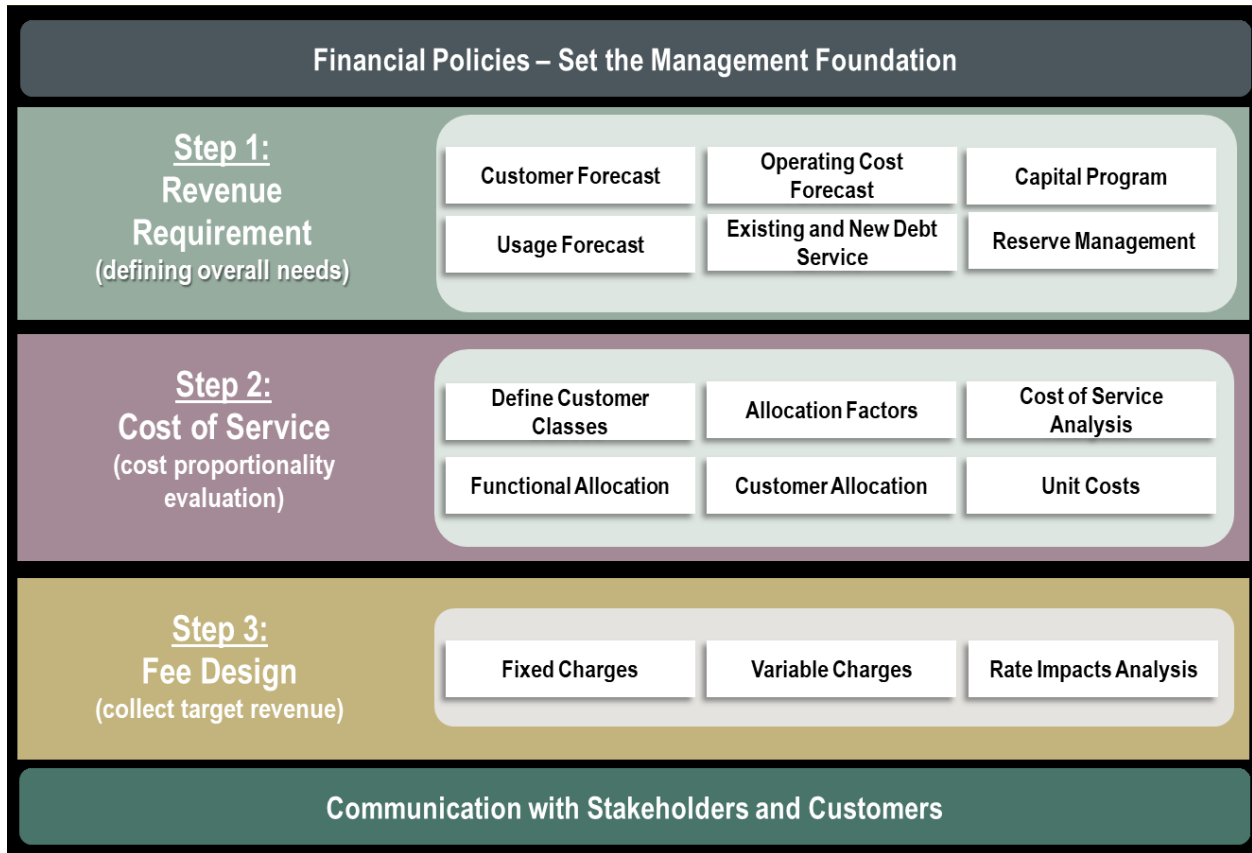 Financial Policies – Set the Management Foundation
Step 1:
Revenue
Requirement
(defining overall needs)
Customer Forecast
Operating Cost
Forecast
Capital Program
Usage Forecast
Existing and New Debt
Service
Reserve Management
Step 2:
Cost of Service
(cost proportionality
evaluation)
Define Customer
Classes
Allocation Factors
Cost of Service
Analysis
Functional Allocation
Customer Allocation
Unit Costs
Step 3:
Fee Design
(collect target revenue)
Fixed Charges
Variable Charges
Rate Impacts Analysis
Communication with Stakeholders and Customers